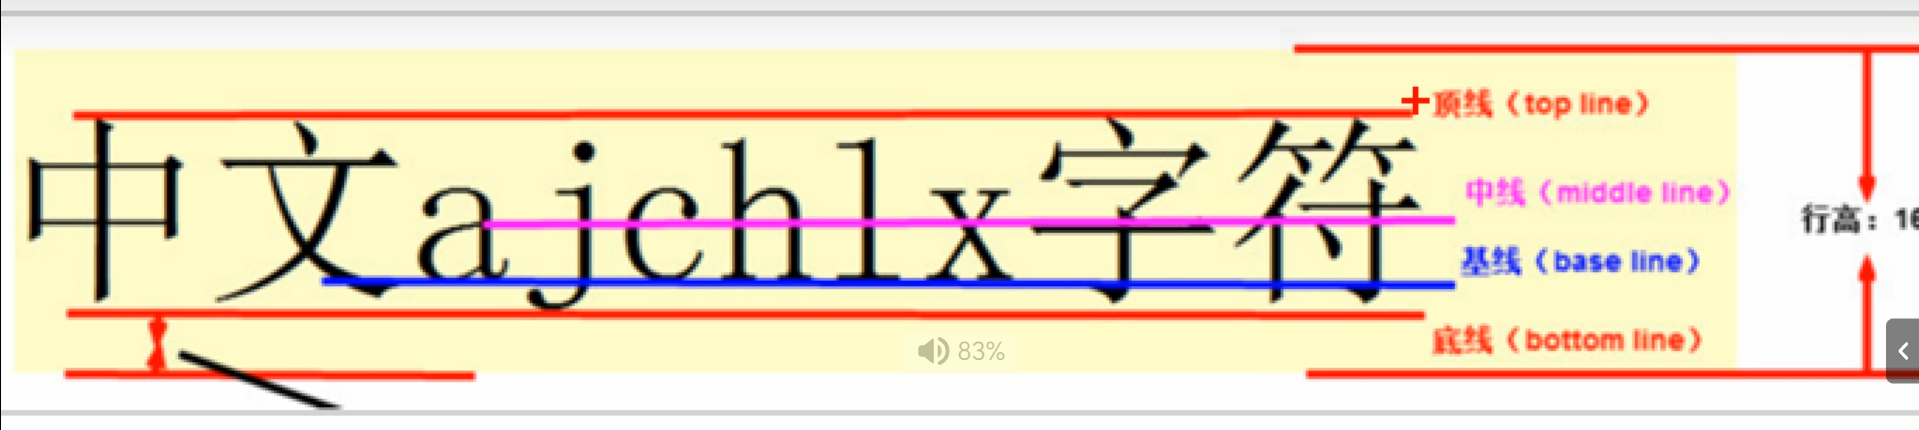 顶线（top line）
中文ajchlx字符
中线（middle line）
行高：16
基线（base line）
底线（bottom line）
83%